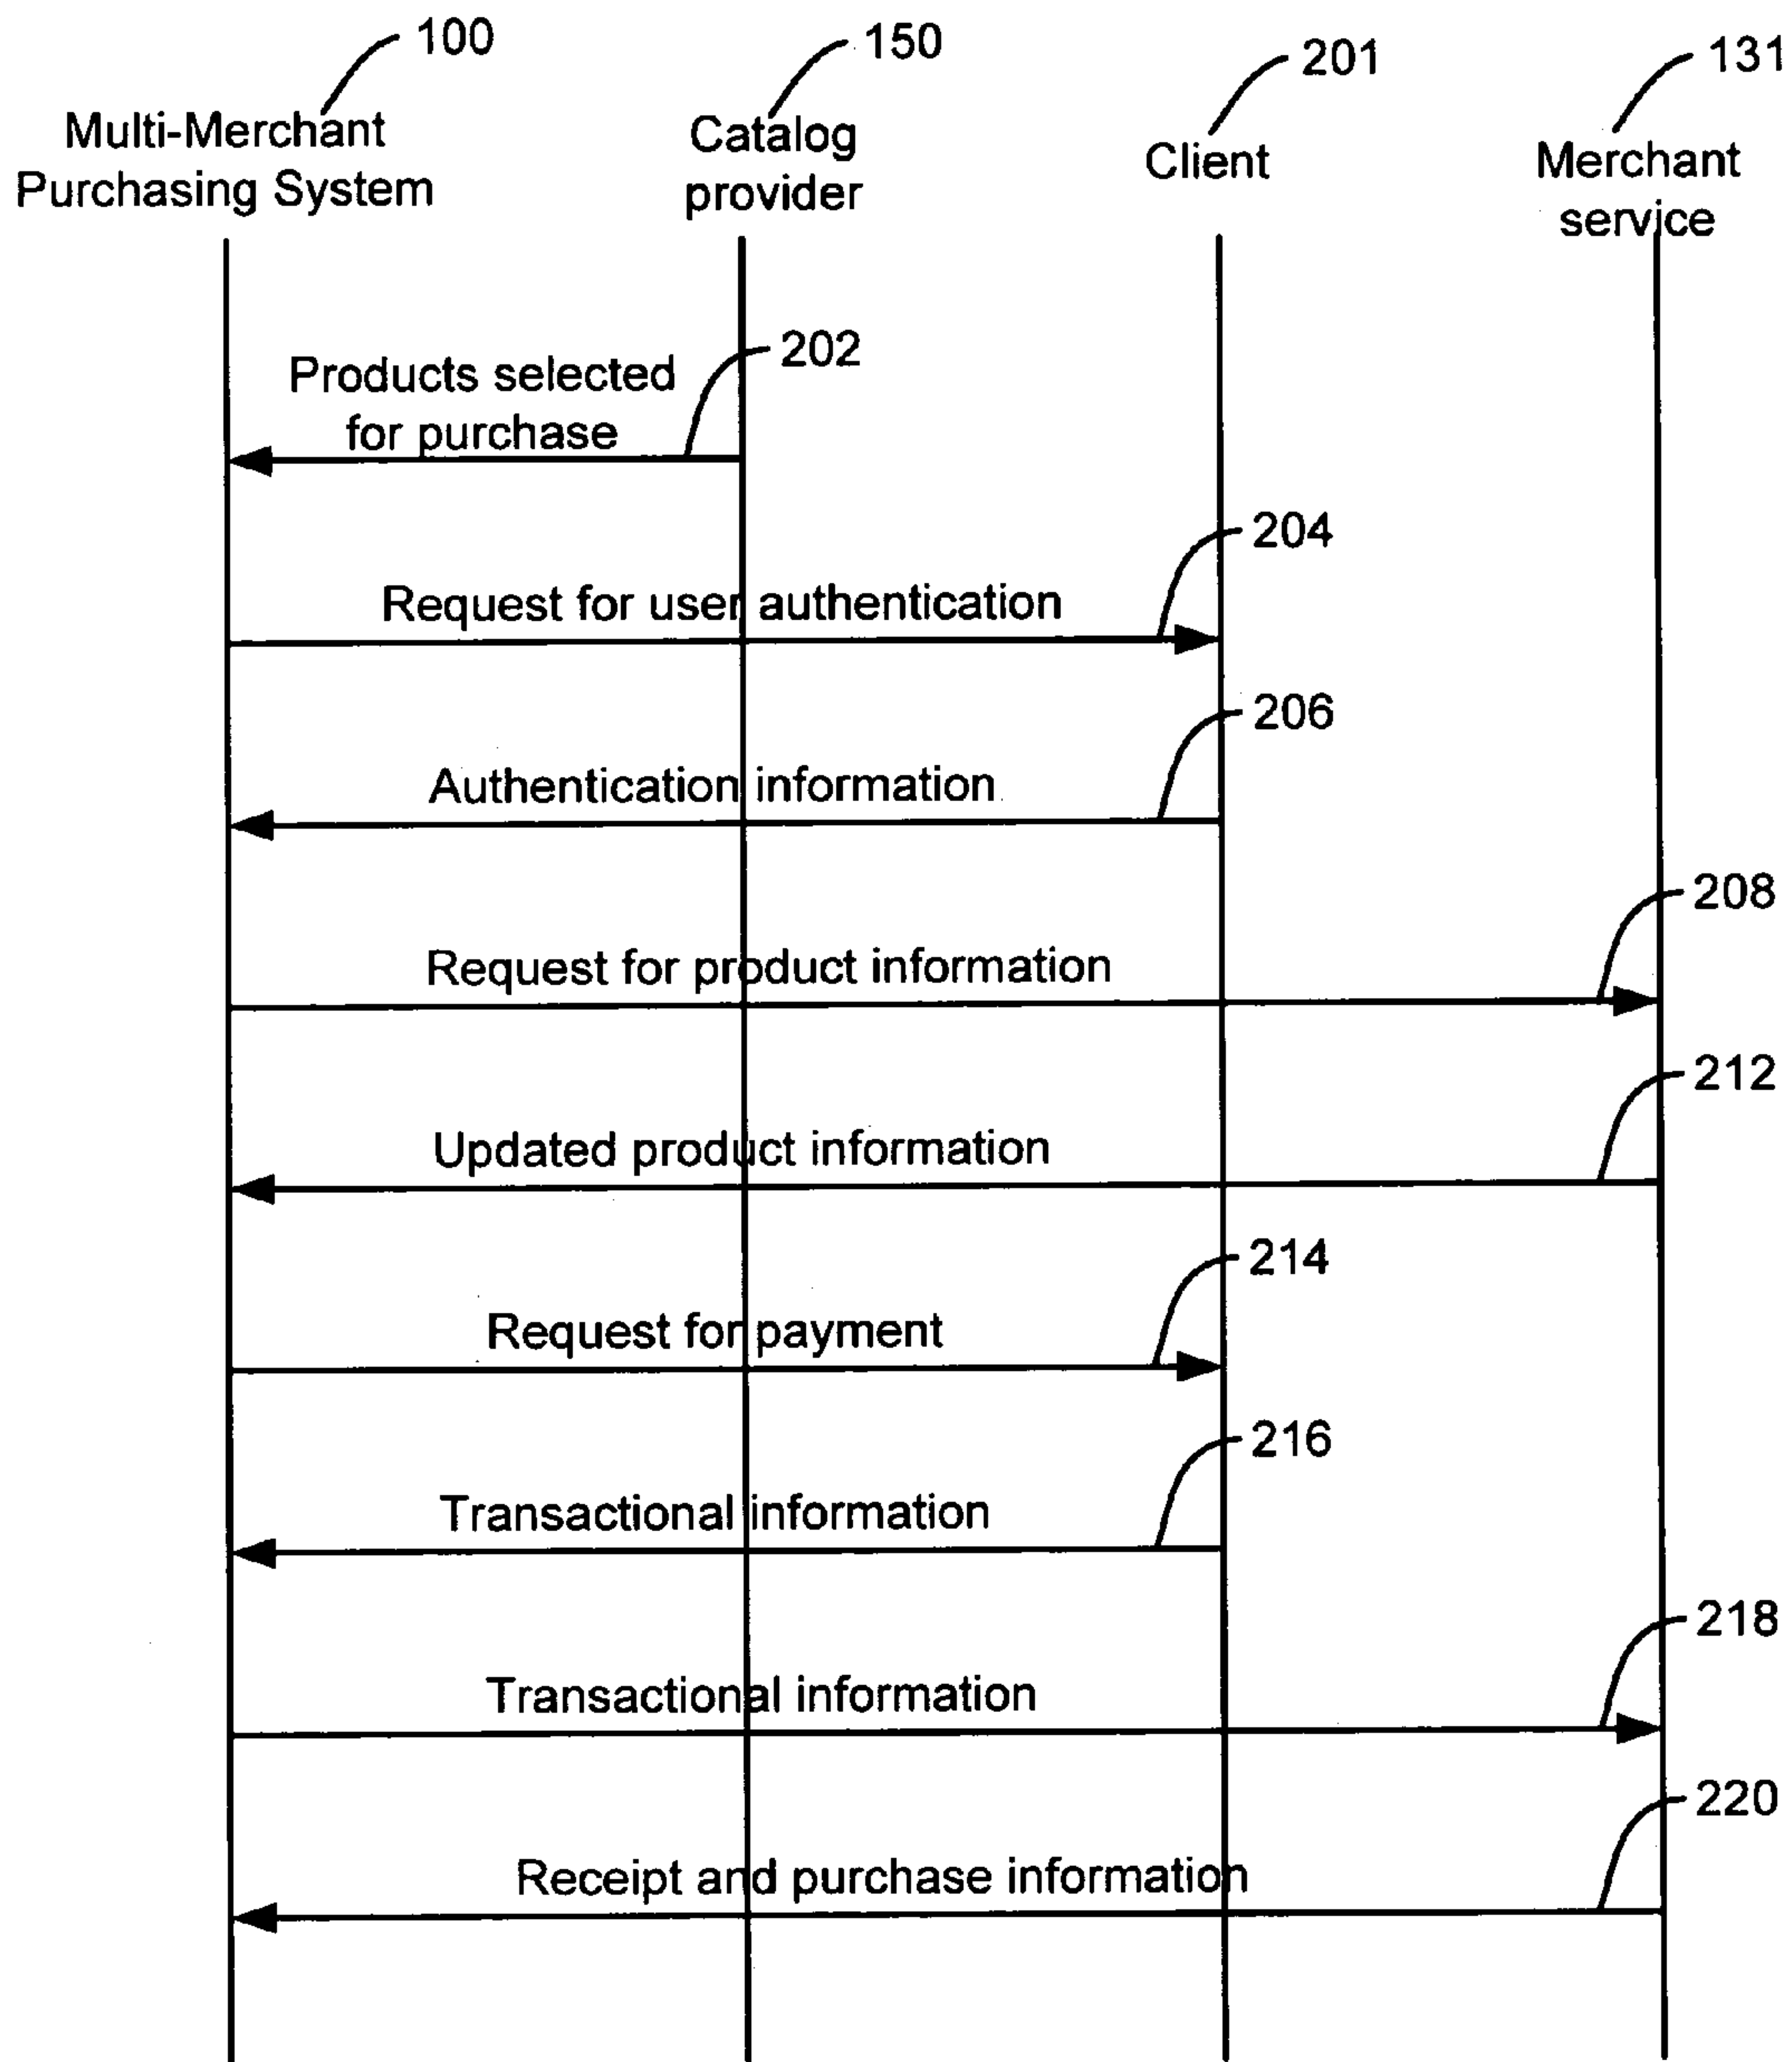 100
150
201
131
Multi-Merchant
Purchasing System
Catalog
provider
Client
Merchant
service
202
Products selected
for purchase
204
Request for user authentication
206
Authentication information
208
Request for product information
212
Updated product information
214
Request for payment
216
Transactional information
218
Transactional information
220
Receipt and purchase information